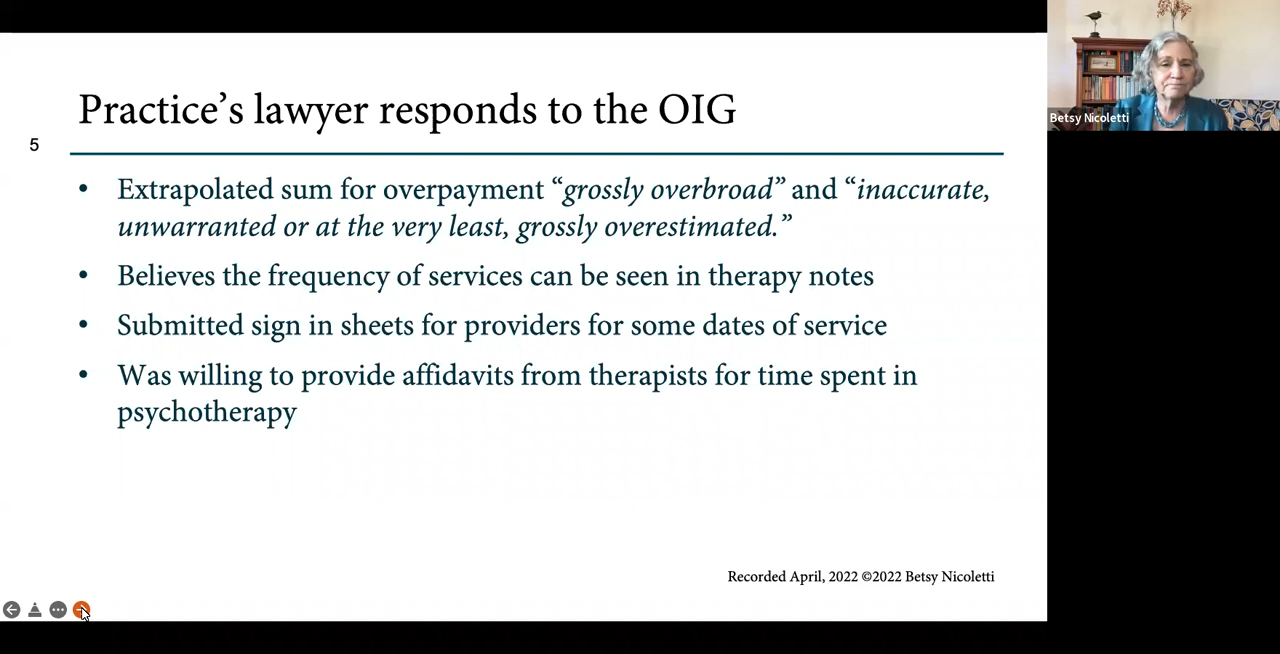 Practice’s lawyer responds to the OIG
5
• Extrapolated sum for overpayment “grossly overbroad” and “inaccurate,
unwarranted or at the very least, grossly overestimated.”
• Believes the frequency of services can be seen in therapy notes
• Submitted sign in sheets for providers for some dates of service
• Was willing to provide affidavits from therapists for time spent in
psychotherapy
Recorded April, 2022 ©2022 Betsy Nicoletti
Betsy Nicoletti